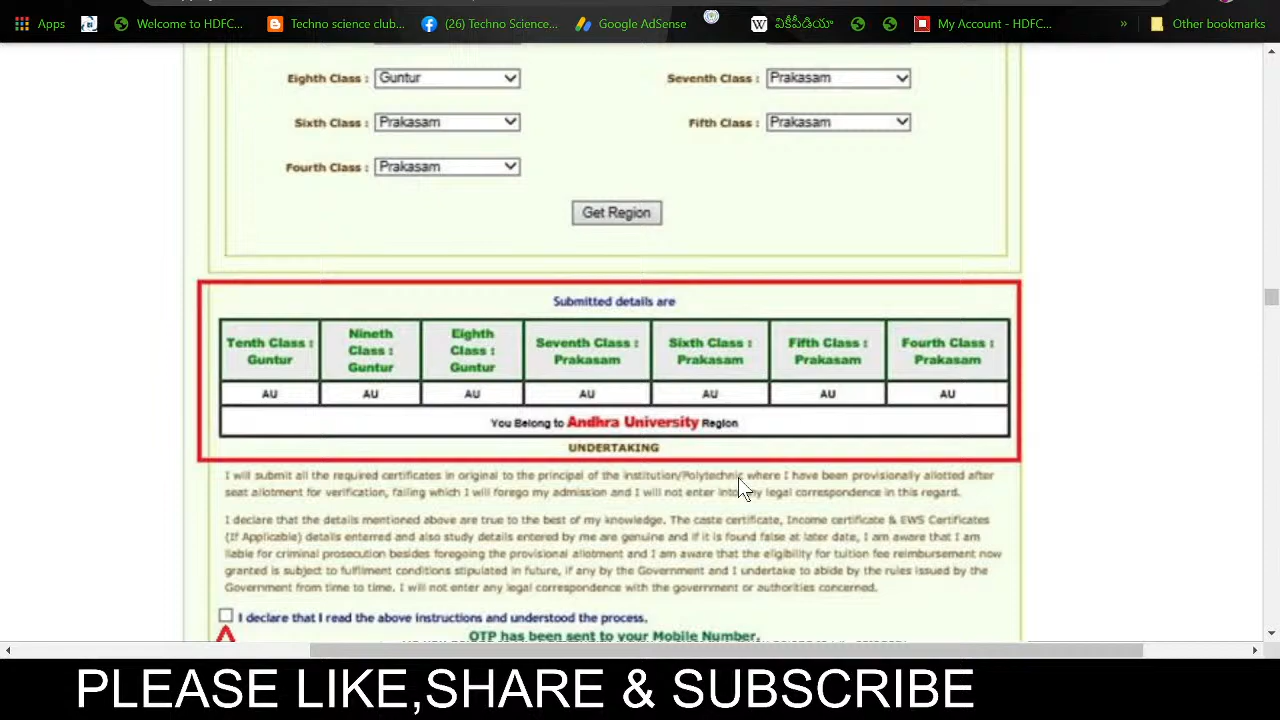 Apps
Welcome to HDFC...
Techno science club...
(26) Techno Science...
Google AdSense
వికీపీడియా
My Account - HDFC...
»
Other bookmarks
Eighth Class : Guntur
Seventh Class : Prakasam
Sixth Class : Prakasam
Fifth Class : Prakasam
Fourth Class : Prakasam
Get Region
Submitted details are
Tenth Class : Guntur
Nineth Class : Guntur
Eighth Class : Guntur
Seventh Class : Prakasam
Sixth Class : Prakasam
Fifth Class : Prakasam
Fourth Class : Prakasam
AU AU AU AU AU AU AU
You Belong to Andhra University Region
UNDERTAKING
I will submit all the required certificates in original to the principal of the institution/Polytechnic where I have been provisionally allotted after
seat allotment for verification, failing which I will forego my admission and I will not enter into any legal correspondence in this regard.
I declare that the details mentioned above are true to the best of my knowledge. The caste certificate, Income certificate & EWS Certificates
(If Applicable) details enterred and also study details entered by me are genuine and if it is found false at later date, I am aware that I am
liable for criminal prosecution besides foregoing the provisional allotment and I am aware that the eligibility for tuition fee reimbursement now
granted is subject to fulfilment conditions stipulated in future, if any by the Government and I undertake to abide by the rules issued by the
Government from time to time. I will not enter any legal correspondence with the government or authorities concerned.
I declare that I read the above instructions and understood the process.
OTP has been sent to your Mobile Number.
PLEASE LIKE,SHARE & SUBSCRIBE